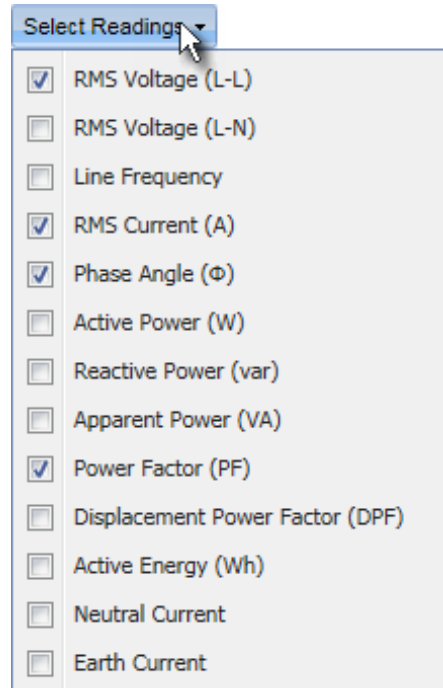 Select Readings
RMS Voltage (L-L)
RMS Voltage (L-N)
Line Frequency
RMS Current (A)
Phase Angle (Φ)
Active Power (W)
Reactive Power (var)
Apparent Power (VA)
Power Factor (PF)
Displacement Power Factor (DPF)
Active Energy (Wh)
Neutral Current
Earth Current